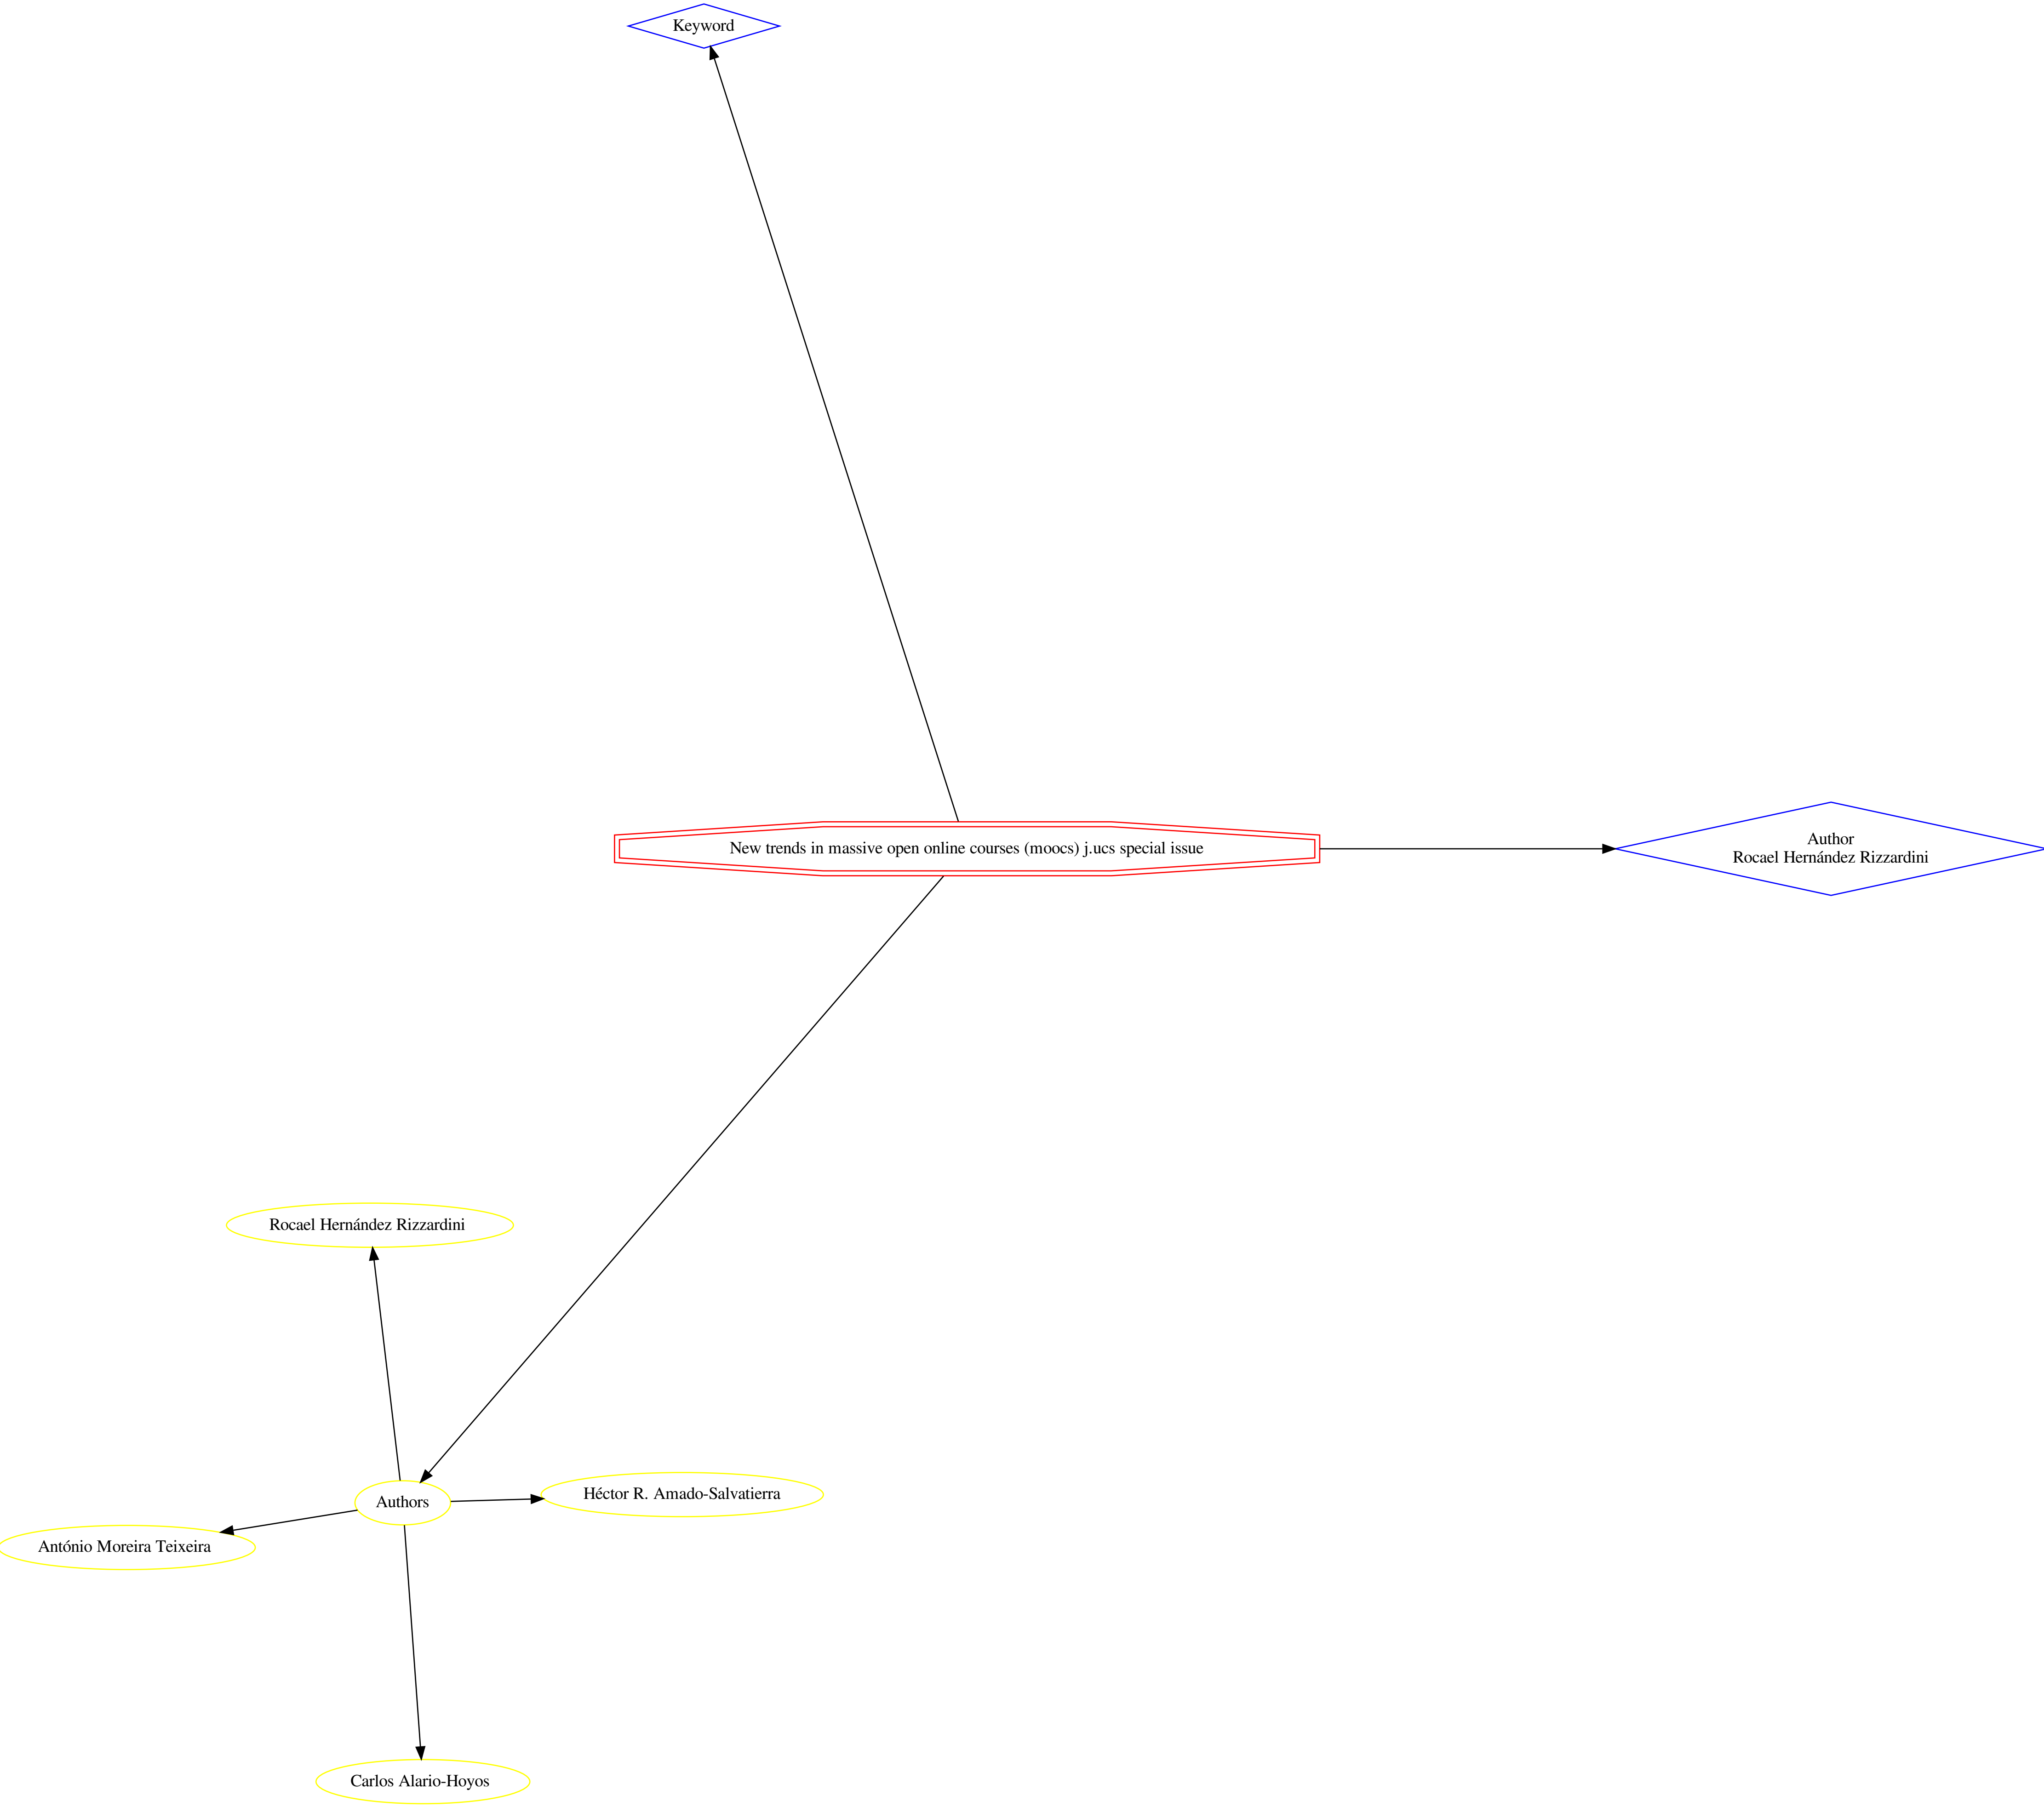 Keyword
New trends in massive open online courses (moocs) j.ucs special issue
Author
Rocael Hernández Rizzardini
Rocael Hernández Rizzardini
Authors
Héctor R. Amado-Salvatierra
António Moreira Teixeira
Carlos Alario-Hoyos